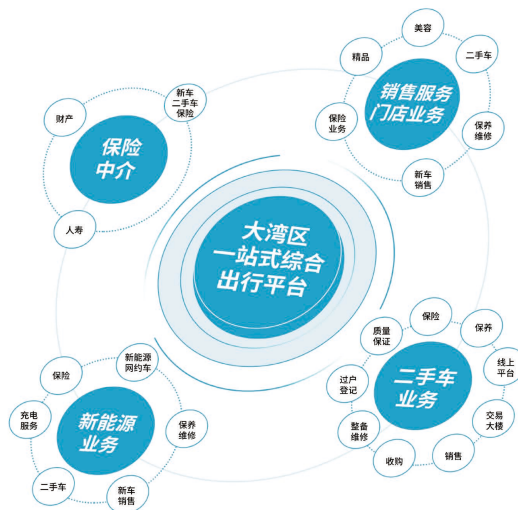 大湾区
一站式综合
出行平台
保险
中介
财产
新车
二手车
保险
人寿
销售服务
门店业务
美容
精品
二手车
保险
业务
保养
维修
新车
销售
新能源
业务
新能源
网约车
保险
充电
服务
保养
维修
二手车
新车
销售
二手车
业务
保险
质量
保证
保养
过户
登记
线上
平台
整备
维修
交易
大楼
收购
销售